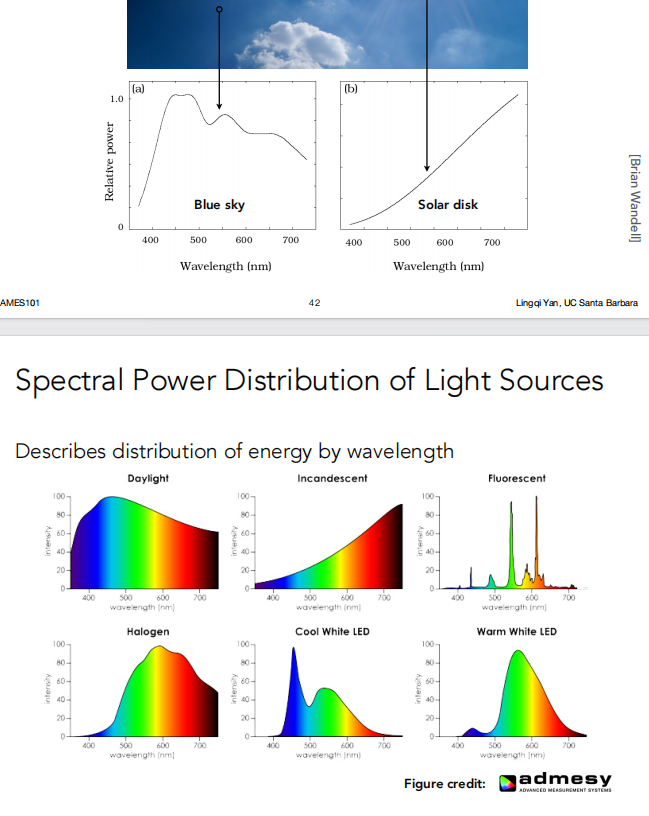 (a)
1.0
Relative power
0
Blue sky
400 500 600 700
Wavelength (nm)
(b)
Solar disk
400 500 600 700
Wavelength (nm)
[Brian Wandell]
AMES101
42
Lingqi Yan, UC Santa Barbara
Spectral Power Distribution of Light Sources
Describes distribution of energy by wavelength
Daylight
100
80
60
40
20
intensity
400 500 600 700
wavelength (nm)
Incandescent
100
80
60
40
20
0
intensity
400 500 600 700
wavelength (nm)
Fluorescent
100
80
60
40
20
0
intensity
400 500 600 700
wavelength (nm)
Halogen
100
80
60
40
20
0
intensity
400 500 600 700
wavelength (nm)
Cool White LED
100
80
60
40
20
0
intensity
400 500 600 700
wavelength (nm)
Warm White LED
100
80
60
40
20
0
intensity
400 500 600 700
wavelength (nm)
Figure credit:
admesy
ADVANCED MEASUREMENT SYSTEMS